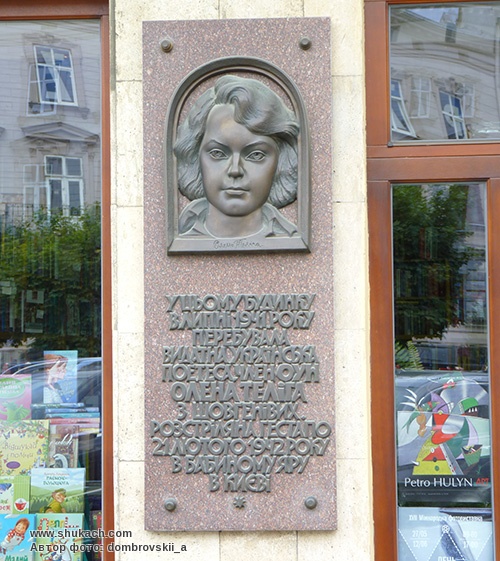 У ЦЬОМУ БУДИНКУ
В ЛИПНІ 1941 РОКУ
ПЕРЕБУВАЛА
ВИДАТНА УКРАЇНСЬКА
ПОЕТЕСА ЧЛЕН ОУН
ОЛЕНА ТЕЛІГА
З ШОВГЕНІВИХ.
РОЗСТРІЛЯНА ГЕСТАПО
21 ЛЮТОГО 1942 РОКУ
В БАБИНОМУ ЯРУ
В КИЄВІ
Petro HULYN ART
www.shukach.com
Автор фото: dombrovskii_a